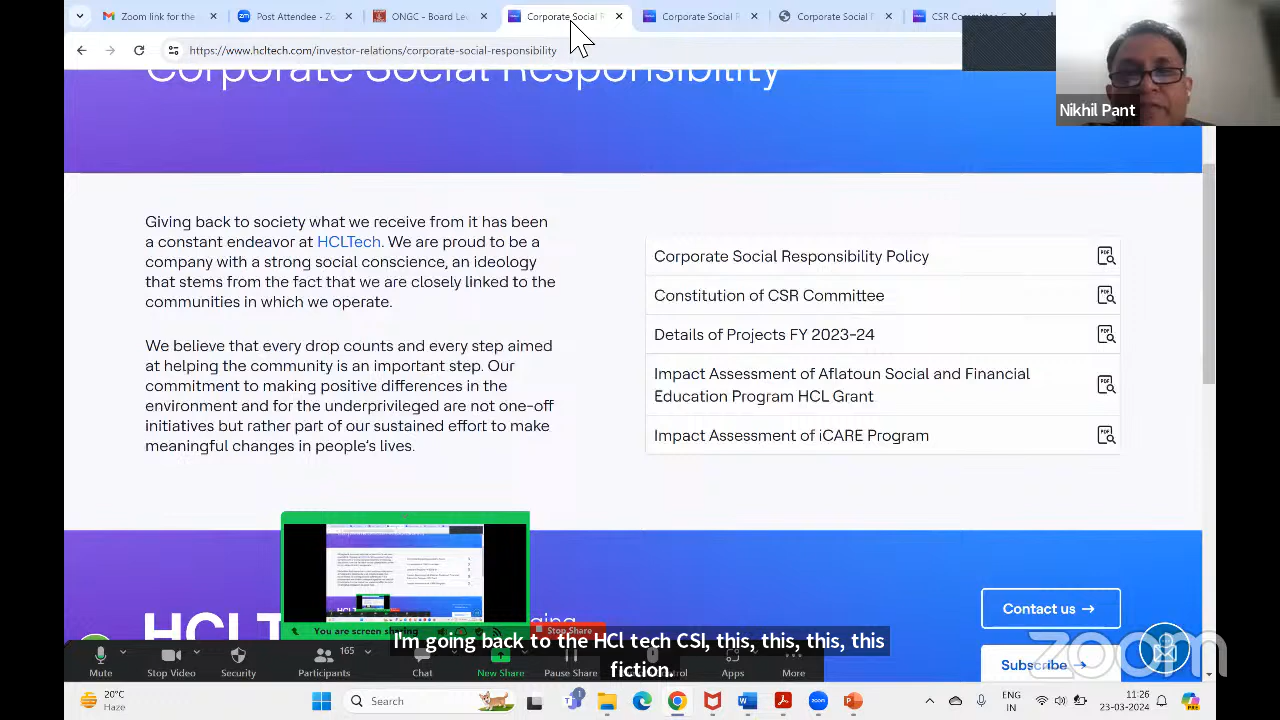 Zoom link for the
Post Attendee - Zo
ONGC - Board Le
Corporate Social
Corporate Social
Corporate Social
CSR Committee
https://www.hcltech.com/investor-relations/corporate-social-responsibility
Nikhil Pant
Corporate Social Responsibility
Giving back to society what we receive from it has been
a constant endeavor at HCLTech. We are proud to be a
company with a strong social conscience, an ideology
that stems from the fact that we are closely linked to the
communities in which we operate.
We believe that every drop counts and every step aimed
at helping the community is an important step. Our
commitment to making positive differences in the
environment and for the underprivileged are not one-off
initiatives but rather part of our sustained effort to make
meaningful changes in people's lives.
Corporate Social Responsibility Policy
Constitution of CSR Committee
Details of Projects FY 2023-24
Impact Assessment of Aflatoun Social and Financial
Education Program HCL Grant
Impact Assessment of iCARE Program
Contact us →
Subscribe →
HCLT
You are screen sharing
Stop Share
I'm going back to the HCl tech CSI, this, this, this, this
fiction.
165
Mute
Stop Video
Security
Participants
Chat
New Share
Pause Share
Apps
More
zoom
20°C
Haze
Search
ENG
IN
11:26
23-03-2024